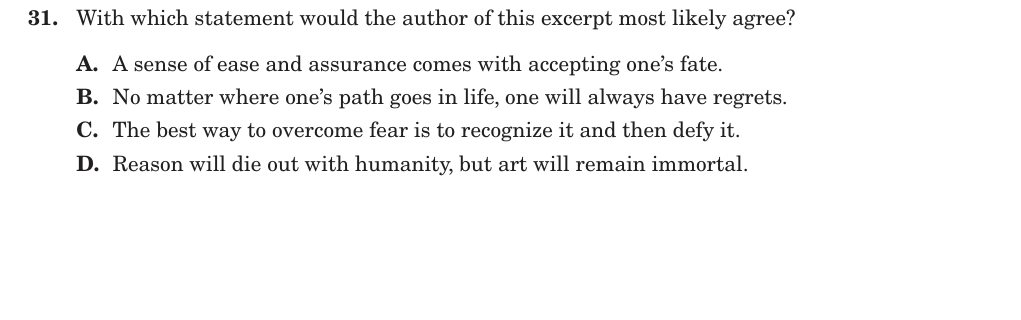 31. With which statement would the author of this excerpt most likely agree?
A. A sense of ease and assurance comes with accepting one’s fate.
B. No matter where one’s path goes in life, one will always have regrets.
C. The best way to overcome fear is to recognize it and then defy it.
D. Reason will die out with humanity, but art will remain immortal.